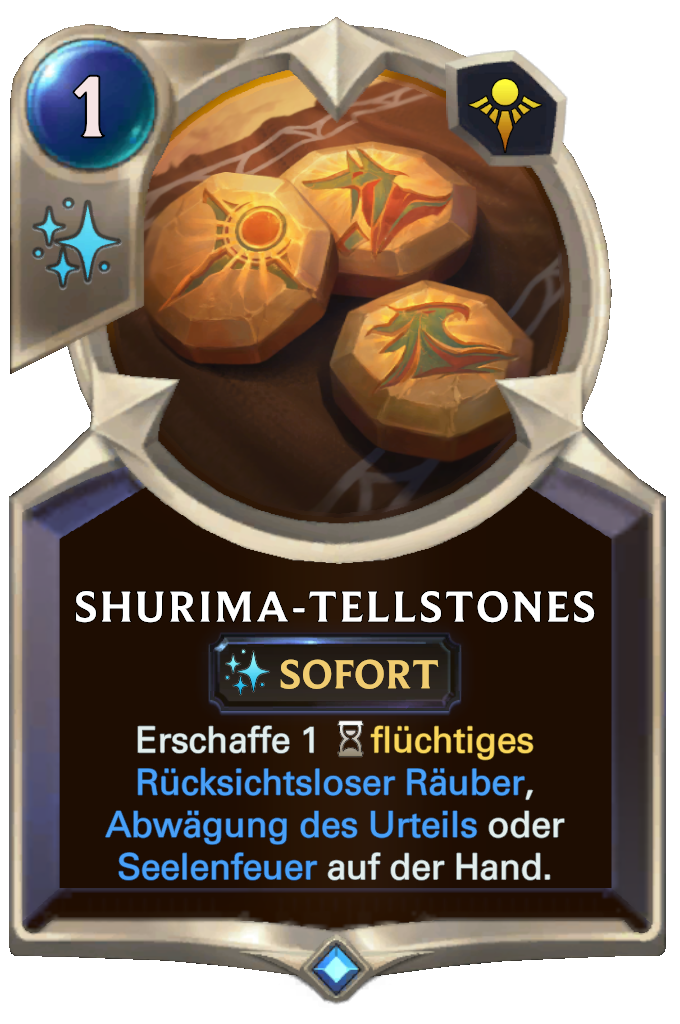 1
SHURIMA-TELLSTONES
SOFORT
Erschaffe 1 flüchtiges
Rücksichtsloser Räuber,
Abwägung des Urteils oder
Seelenfeuer auf der Hand.